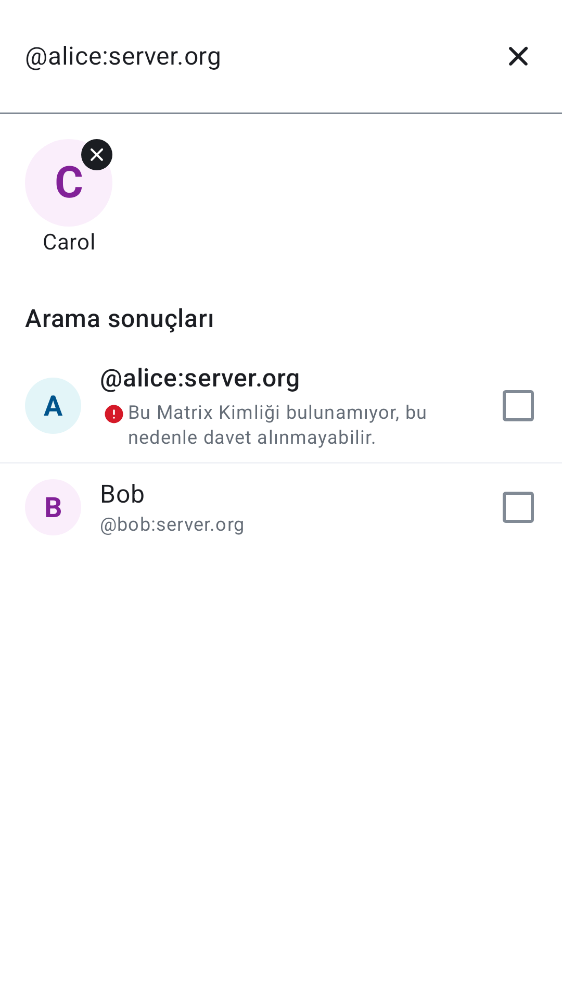 @alice:server.org
C
Carol
Arama sonuçları
A
@alice:server.org
Bu Matrix Kimliği bulunamıyor, bu
nedenle davet alınmayabilir.
B
Bob
@bob:server.org